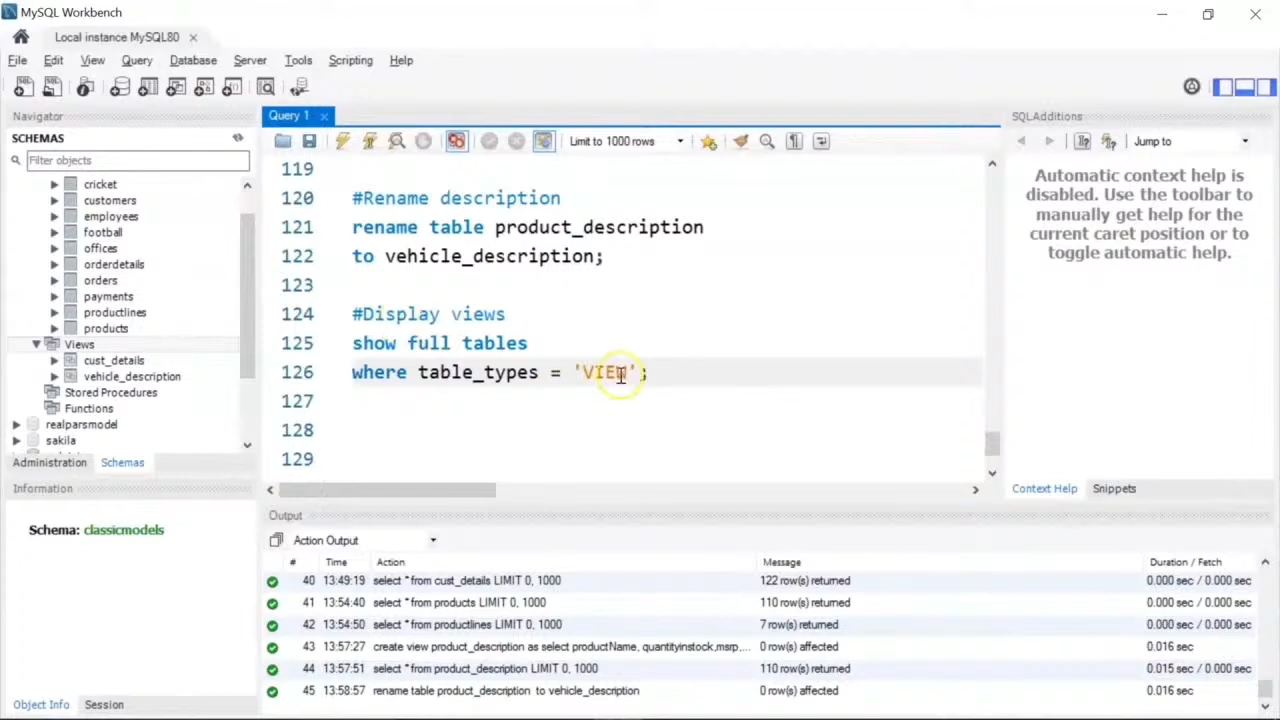 MySQL Workbench
Local instance MySQL80
File Edit View Query Database Server Tools Scripting Help
Navigator
SCHEMAS
Filter objects
cricket
customers
employees
football
offices
orderdetails
orders
payments
productlines
products
Views
cust_details
vehicle_description
Stored Procedures
Functions
realparsmodel
sakila
Administration Schemas
Information
Schema: classicmodels
Object Info Session
Query 1
Limit to 1000 rows
119
120 #Rename description
121 rename table product_description
122 to vehicle_description;
123
124 #Display views
125 show full tables
126 where table_types = 'VIEW';
127
128
129
SQLAdditions
Jump to
Automatic context help is
disabled. Use the toolbar to
manually get help for the
current caret position or to
toggle automatic help.
Context Help Snippets
Output
Action Output
# Time Action Message Duration / Fetch
40 13:49:19 select *from cust_details LIMIT 0, 1000 122 row(s) returned 0.000 sec / 0.000 sec
41 13:54:40 select *from products LIMIT 0, 1000 110 row(s) returned 0.000 sec / 0.000 sec
42 13:54:50 select *from productlines LIMIT 0, 1000 7 row(s) returned 0.000 sec / 0.000 sec
43 13:57:27 create view product_description as select productName, quantityinstock,msrp,... 0 row(s) affected 0.016 sec
44 13:57:51 select *from product_description LIMIT 0, 1000 110 row(s) returned 0.015 sec / 0.000 sec
45 13:58:57 rename table product_description to vehicle_description 0 row(s) affected 0.016 sec